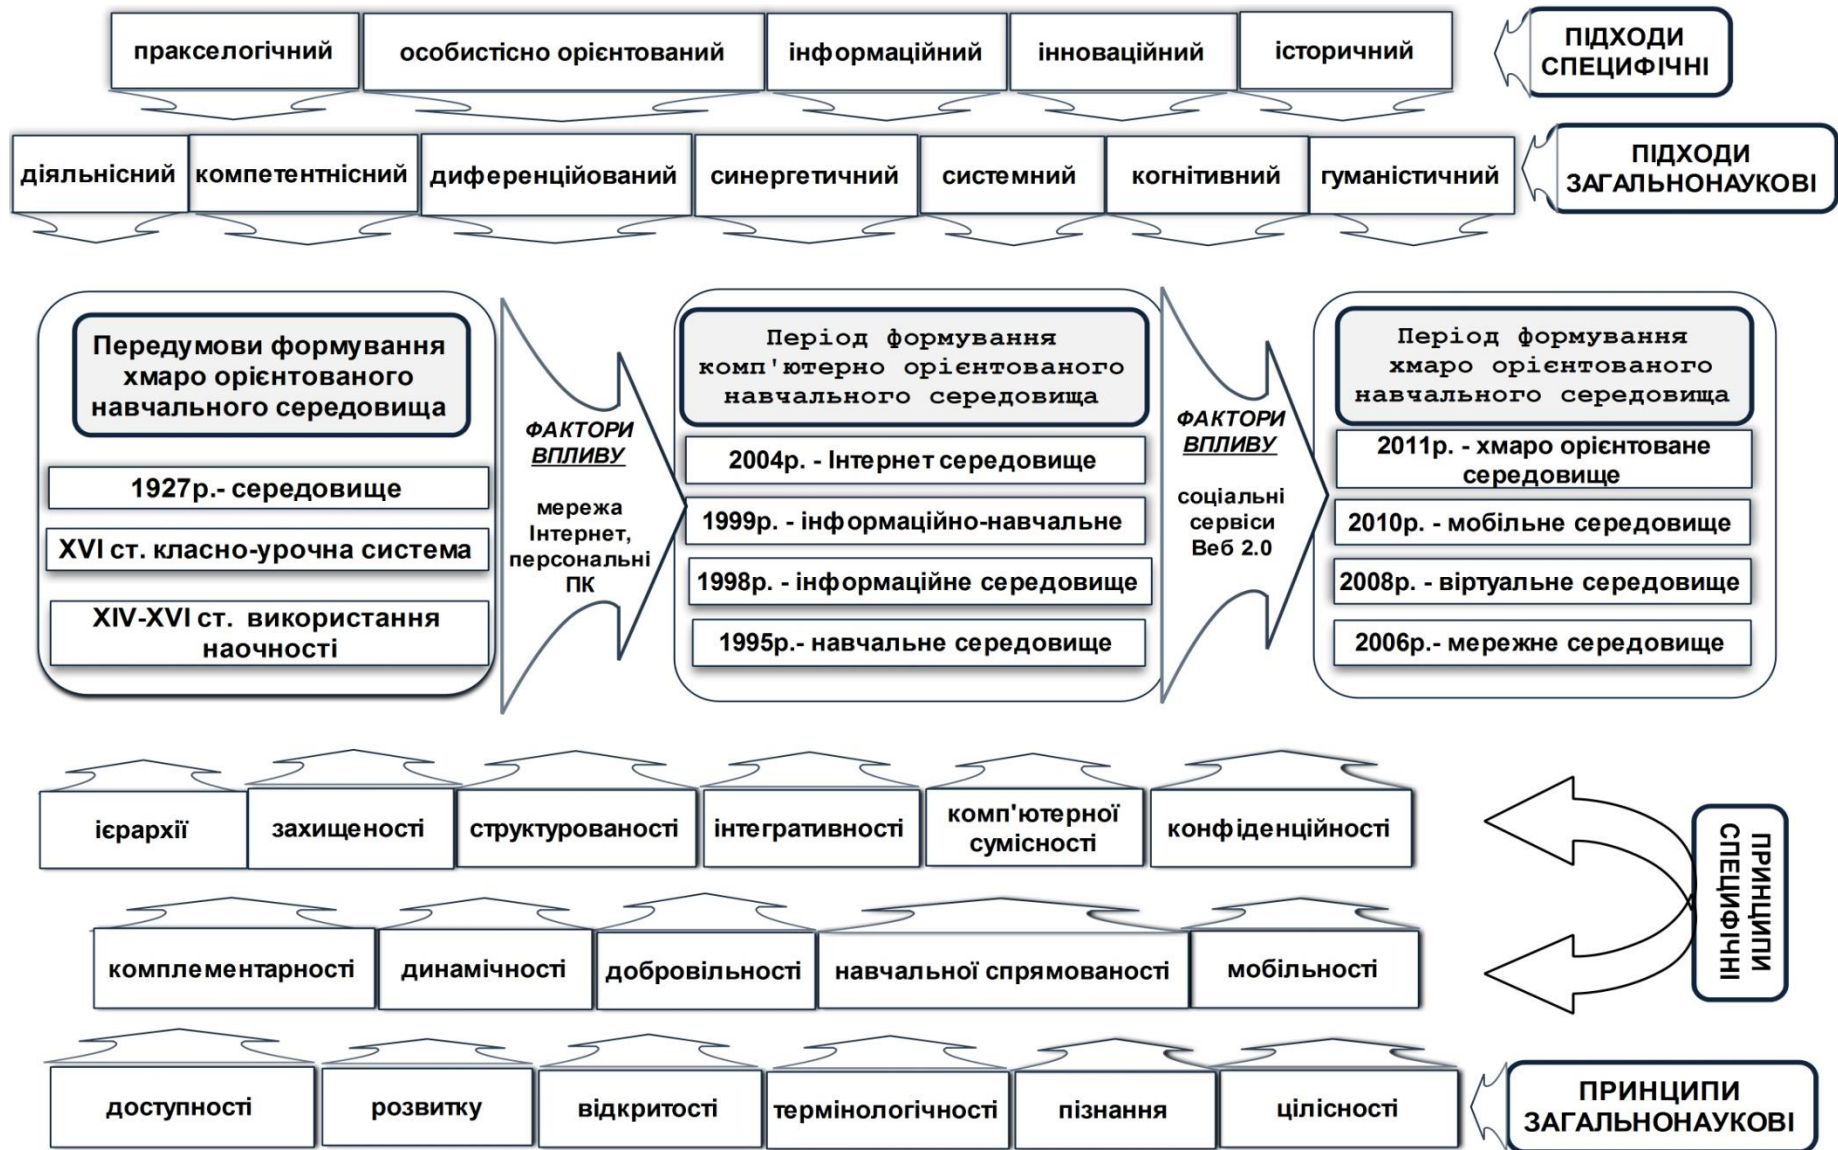 пракселогічний
особистісно орієнтований
інформаційний
інноваційний
історичний
ПІДХОДИ
СПЕЦИФІЧНІ
діяльнісний
компетентнісний
диференційований
синергетичний
системний
когнітивний
гуманістичний
ПІДХОДИ
ЗАГАЛЬНОНАУКОВІ
Передумови формування
хмаро орієнтованого
навчального середовища
1927р.- середовище
XVI ст. класно-урочна система
XIV-XVI ст. використання
наочності
ФАКТОРИ
ВПЛИВУ
мережа
Інтернет,
персональні
ПК
Період формування
комп'ютерно орієнтованого
навчального середовища
2004р. - Інтернет середовище
1999р. - інформаційно-навчальне
1998р. - інформаційне середовище
1995р.- навчальне середовище
ФАКТОРИ
ВПЛИВУ
соціальні
сервіси
Веб 2.0
Період формування
хмаро орієнтованого
навчального середовища
2011р. - хмаро орієнтоване
середовище
2010р. - мобільне середовище
2008р. - віртуальне середовище
2006р.- мережне середовище
ієрархії
захищеності
структурованості
інтегративності
комп'ютерної
сумісності
конфіденційності
комплементарності
динамічності
добровільності
навчальної спрямованості
мобільності
ПРИНЦИПИ
СПЕЦИФІЧНІ
доступності
розвитку
відкритості
термінологічності
пізнання
цілісності
ПРИНЦИПИ
ЗАГАЛЬНОНАУКОВІ